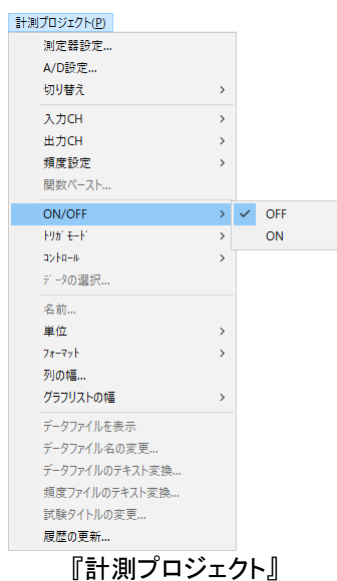 計測プロジェクト(P)
測定器設定...
A/D設定...
切り替え
入力CH
出力CH
頻度設定
関数ペースト...
ON/OFF
OFF
ﾄﾘｶﾞ ﾓｰﾄﾞ
ON
ｺﾝﾄﾛｰﾙ
ﾃﾞｰﾀの選択...
名前...
単位
ﾌｫｰﾏｯﾄ
列の幅...
グラフリストの幅
データファイルを表示
データファイル名の変更...
データファイルのテキスト変換...
頻度ファイルのテキスト変換...
試験タイトルの変更...
履歴の更新...
『計測プロジェクト』